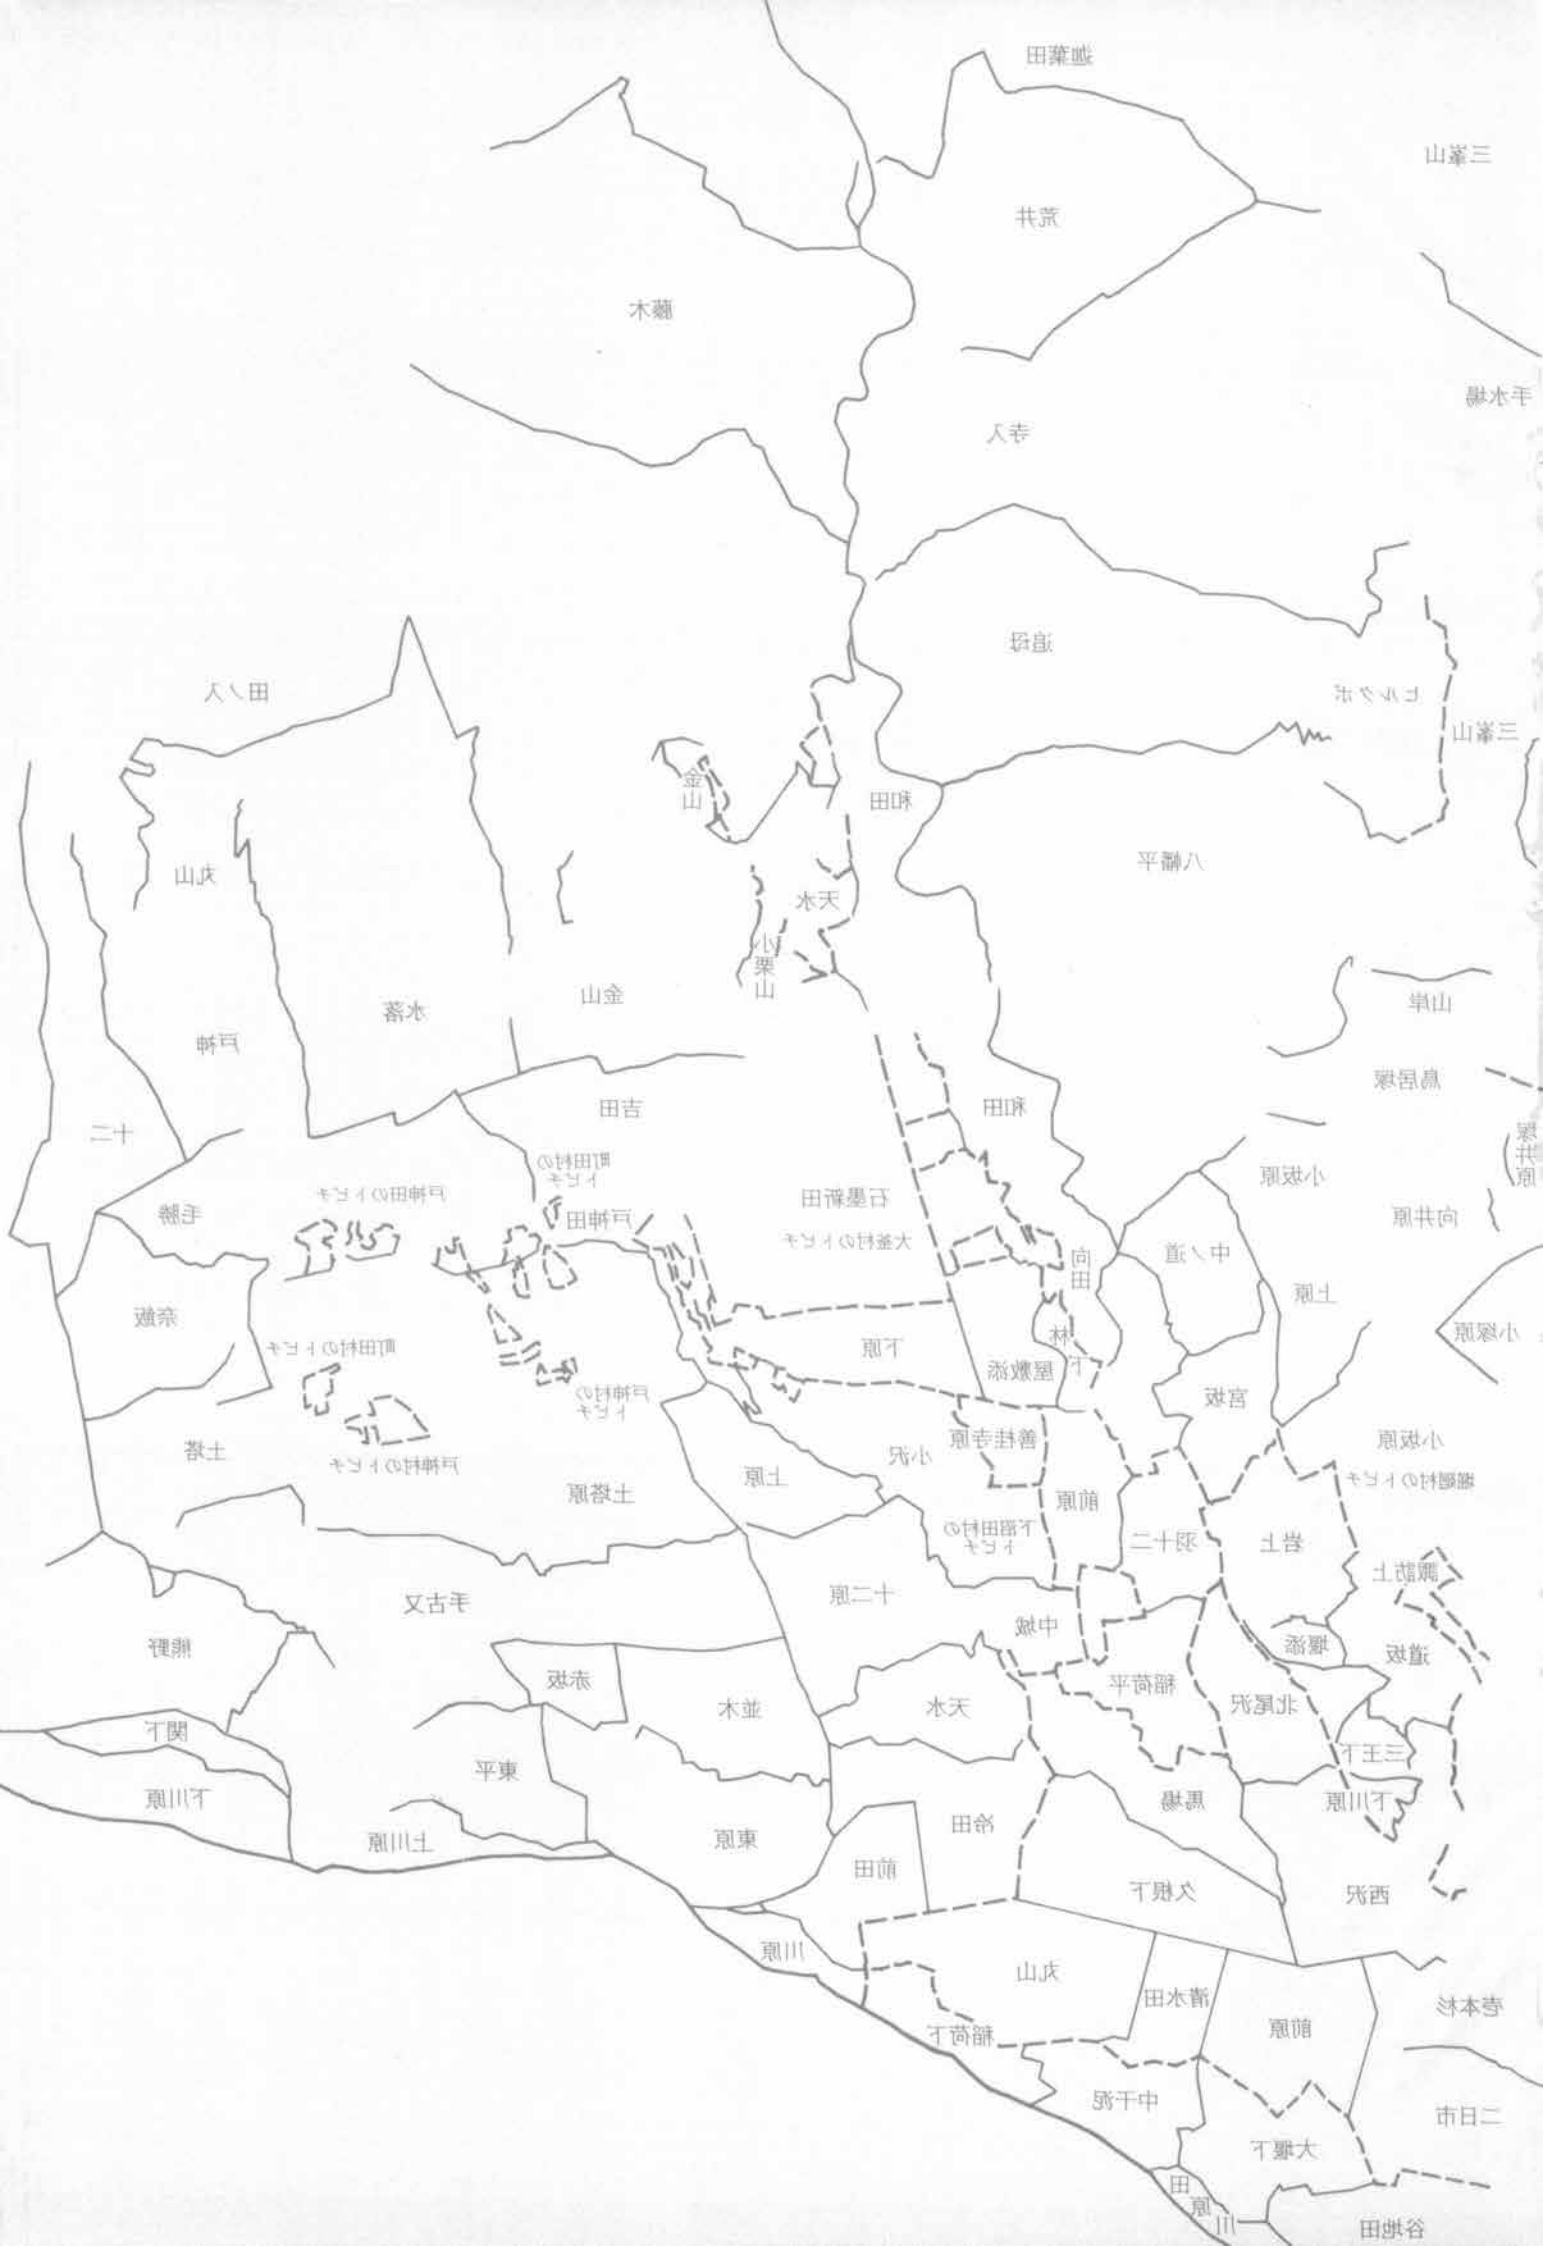 迦葉田
三峯山
荒井
藤木
手水場
寺入
追母
ヒルクボ
田ノ入
三峯山
金山
和田
八幡平
丸山
天水
小栗山
金山
山岸
水落
戸神
鳥居塚
吉田
和田
十二
塚井原
町田村の
トビチ
小坂原
戸神田のトビチ
石墨新田
毛勝
戸神田
向井原
大釜村のトビチ
中ノ道
向田
上原
奈飯
小塚原
林
町田村のトビチ
下原
屋敷添
下
戸神村の
トビチ
宮坂
善桂寺原
小坂原
土塔
小沢
戸神村のトビチ
上原
堀廻村のトビチ
土塔原
前原
下沼田村の
トビチ
羽十二
岩上
諏訪上
手古又
十二原
中城
熊野
堰添
道坂
赤坂
稲荷平
並木
天水
北尾沢
関下
三王下
東平
下川原
馬場
下川原
冷田
上川原
東原
前田
久根下
西沢
川原
丸山
清水田
壱本杉
前原
稲荷下
中干泥
二日市
大堰下
田
原
川
谷地田